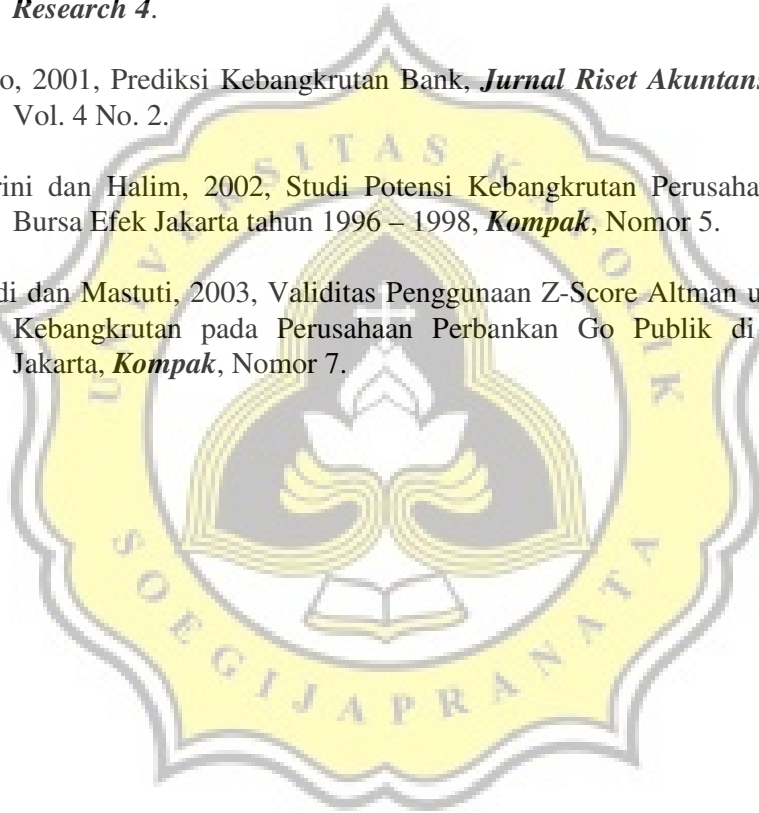 Research 4.
o, 2001, Prediksi Kebangkrutan Bank, Jurnal Riset Akuntans
Vol. 4 No. 2.
rini dan Halim, 2002, Studi Potensi Kebangkrutan Perusaha
Bursa Efek Jakarta tahun 1996 – 1998, Kompak, Nomor 5.
di dan Mastuti, 2003, Validitas Penggunaan Z-Score Altman u
Kebangkrutan pada Perusahaan Perbankan Go Publik di
Jakarta, Kompak, Nomor 7.
UNIVERSITAS KATOLIK
SOEGIJAPRANATA